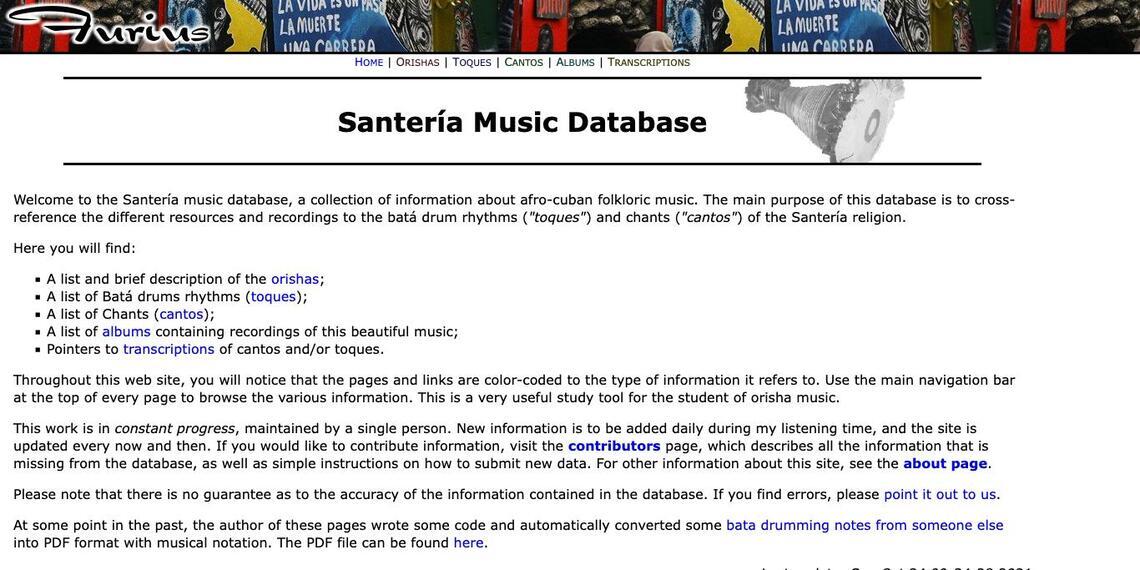 Furius
LA VIDA ES UN PASO
LA MUERTE
UNA CARRERA
LA VIDA ES UN PASO
LA MUERTE
UNA CARRERA
HOME | ORISHAS | TOQUES | CANTOS | ALBUMS | TRANSCRIPTIONS
Santería Music Database
Welcome to the Santería music database, a collection of information about afro-cuban folkloric music. The main purpose of this database is to cross-
reference the different resources and recordings to the batá drum rhythms ("toques") and chants ("cantos") of the Santería religion.
Here you will find:
▪ A list and brief description of the orishas;
▪ A list of Batá drums rhythms (toques);
▪ A list of Chants (cantos);
▪ A list of albums containing recordings of this beautiful music;
▪ Pointers to transcriptions of cantos and/or toques.
Throughout this web site, you will notice that the pages and links are color-coded to the type of information it refers to. Use the main navigation bar
at the top of every page to browse the various information. This is a very useful study tool for the student of orisha music.
This work is in constant progress, maintained by a single person. New information is to be added daily during my listening time, and the site is
updated every now and then. If you would like to contribute information, visit the contributors page, which describes all the information that is
missing from the database, as well as simple instructions on how to submit new data. For other information about this site, see the about page.
Please note that there is no guarantee as to the accuracy of the information contained in the database. If you find errors, please point it out to us.
At some point in the past, the author of these pages wrote some code and automatically converted some bata drumming notes from someone else
into PDF format with musical notation. The PDF file can be found here.